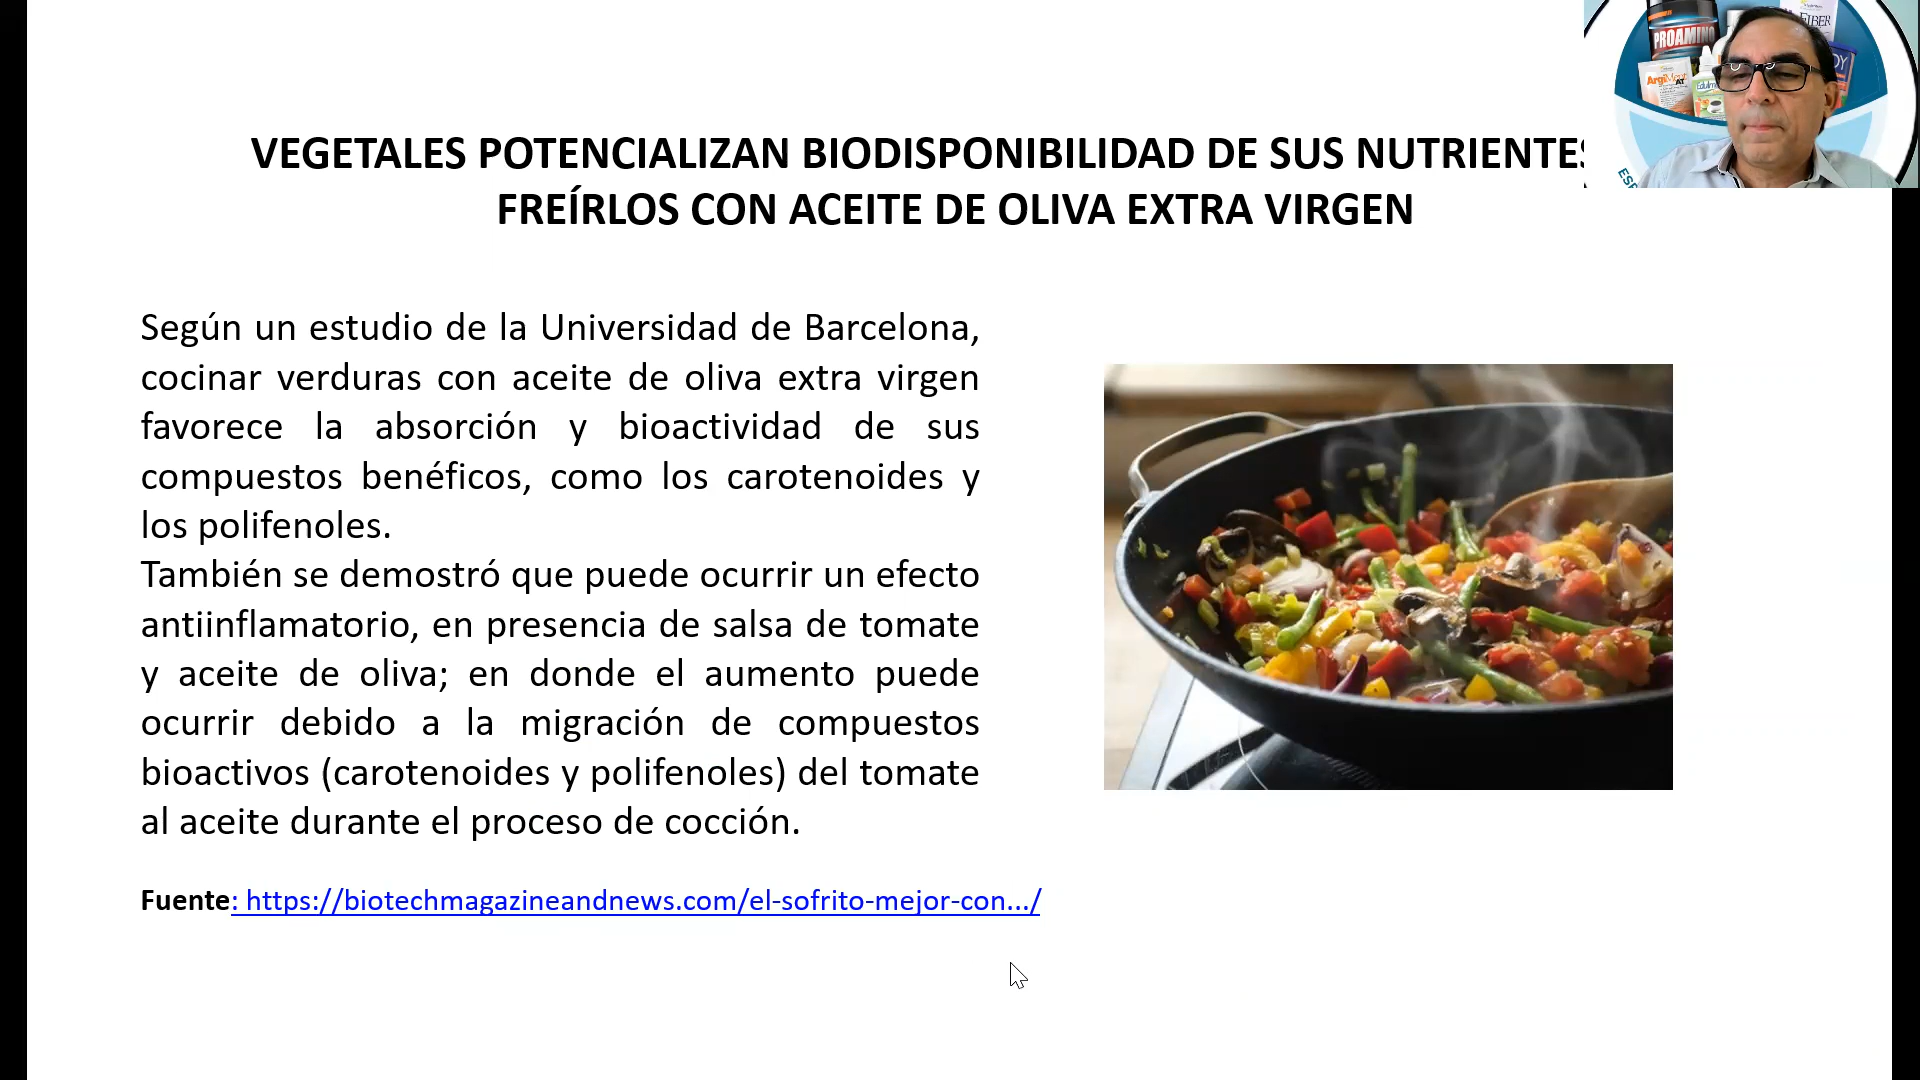 VEGETALES POTENCIALIZAN BIODISPONIBILIDAD DE SUS NUTRIENTES
FREÍRLOS CON ACEITE DE OLIVA EXTRA VIRGEN
Según un estudio de la Universidad de Barcelona,
cocinar verduras con aceite de oliva extra virgen
favorece la absorción y bioactividad de sus
compuestos benéficos, como los carotenoides y
los polifenoles.
También se demostró que puede ocurrir un efecto
antiinflamatorio, en presencia de salsa de tomate
y aceite de oliva; en donde el aumento puede
ocurrir debido a la migración de compuestos
bioactivos (carotenoides y polifenoles) del tomate
al aceite durante el proceso de cocción.
Fuente: https://biotechmagazineandnews.com/el-sofrito-mejor-con.../
PROAMINO
FIBER